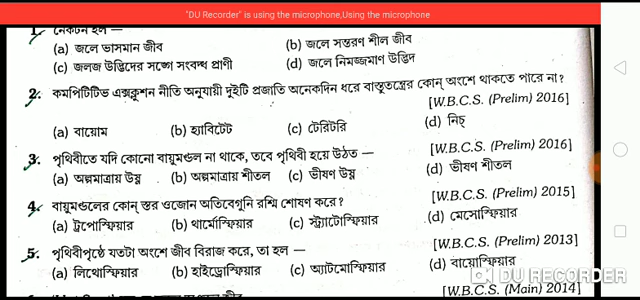 "DU Recorder" is using the microphone,Using the microphone
1. নেকটন হল —
(a) জলে ভাসমান জীব (b) জলে সন্তরণ শীল জীব
(c) জলজ উদ্ভিদের সঙ্গে সংবদ্ধ প্রাণী (d) জলে নিমজ্জমাণ উদ্ভিদ
2. কমপিটিটিভ এক্সক্লুশন নীতি অনুযায়ী দুইটি প্রজাতি অনেকদিন ধরে বাস্তুতন্ত্রের কোন্ অংশে থাকতে পারে না?
[W.B.C.S. (Prelim) 2016]
(a) বায়োম (b) হ্যাবিটেট (c) টেরিটরি (d) নিচ্
3. পৃথিবীতে যদি কোনো বায়ুমণ্ডল না থাকে, তবে পৃথিবী হয়ে উঠত — [W.B.C.S. (Prelim) 2016]
(a) অল্পমাত্রায় উষ্ণ (b) অল্পমাত্রায় শীতল (c) ভীষণ উষ্ণ (d) ভীষণ শীতল
4. বায়ুমণ্ডলের কোন্ স্তর ওজোন অতিবেগুনি রশ্মি শোষণ করে? [W.B.C.S. (Prelim) 2015]
(a) ট্রপোস্ফিয়ার (b) থার্মোস্ফিয়ার (c) স্ট্র্যাটোস্ফিয়ার (d) মেসোস্ফিয়ার
5. পৃথিবীপৃষ্ঠে যতটা অংশে জীব বিরাজ করে, তা হল — [W.B.C.S. (Prelim) 2013]
(a) লিথোস্ফিয়ার (b) হাইড্রোস্ফিয়ার (c) অ্যাটমোস্ফিয়ার (d) বায়োস্ফিয়ার
DU RECORDER
[W.B.C.S. (Main) 2014]